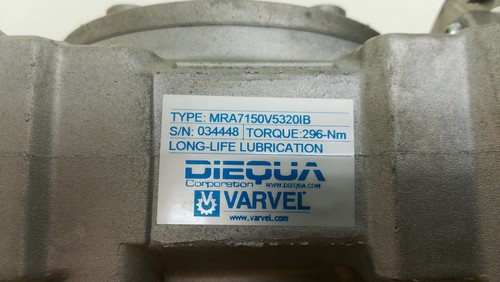 TYPE: MRA7150V5320IB
S/N: 034448 TORQUE:296-Nm
LONG-LIFE LUBRICATION
DIEQUA
Corporation WWW.DIEQUA.COM
VARVEL
www.varvel.com